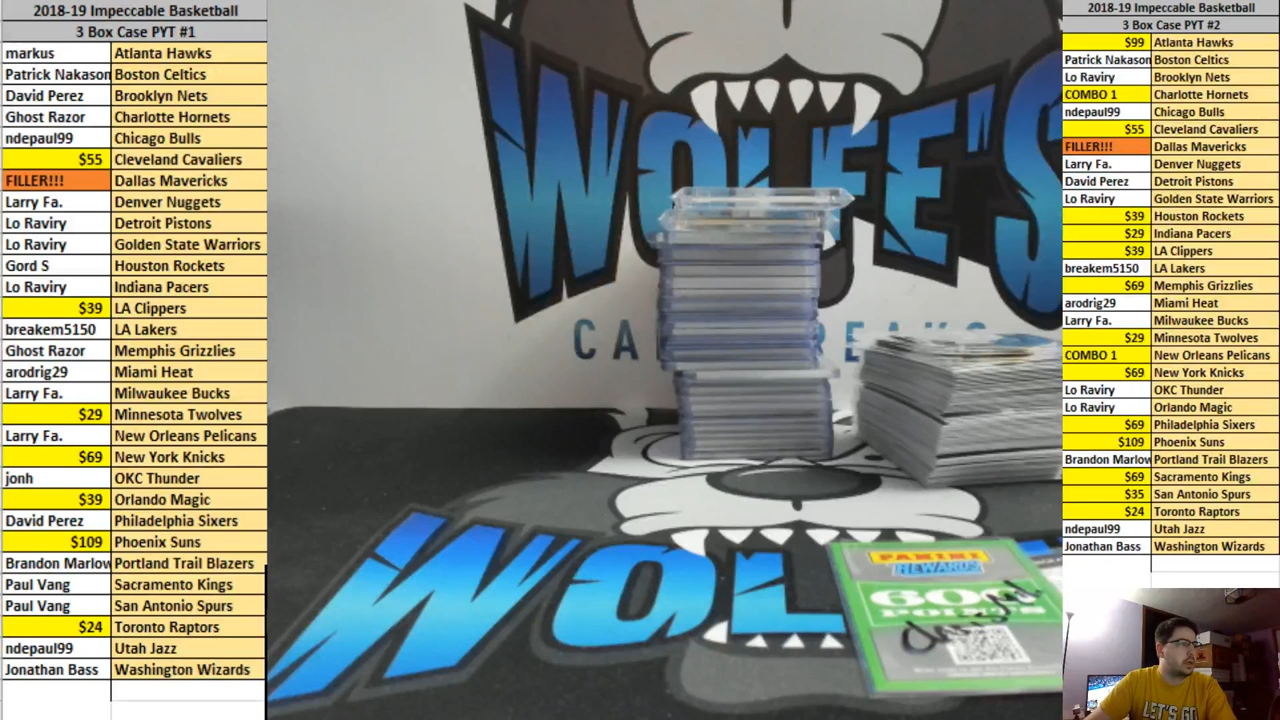 2018-19 Impeccable Basketball
3 Box Case PYT #1
markus Atlanta Hawks
Patrick Nakason Boston Celtics
David Perez Brooklyn Nets
Ghost Razor Charlotte Hornets
ndepaul99 Chicago Bulls
$55 Cleveland Cavaliers
FILLER!!! Dallas Mavericks
Larry Fa. Denver Nuggets
Lo Raviry Detroit Pistons
Lo Raviry Golden State Warriors
Gord S Houston Rockets
Lo Raviry Indiana Pacers
$39 LA Clippers
breakem5150 LA Lakers
Ghost Razor Memphis Grizzlies
arodrig29 Miami Heat
Larry Fa. Milwaukee Bucks
$29 Minnesota Twolves
Larry Fa. New Orleans Pelicans
$69 New York Knicks
jonh OKC Thunder
$39 Orlando Magic
David Perez Philadelphia Sixers
$109 Phoenix Suns
Brandon Marlow Portland Trail Blazers
Paul Vang Sacramento Kings
Paul Vang San Antonio Spurs
$24 Toronto Raptors
ndepaul99 Utah Jazz
Jonathan Bass Washington Wizards
WOLFE'S
CA
REAKS
WOL
PANINI
REWARDS
600
POINTS
2018-19 Impeccable Basketball
3 Box Case PYT #2
$99 Atlanta Hawks
Patrick Nakason Boston Celtics
Lo Raviry Brooklyn Nets
COMBO 1 Charlotte Hornets
ndepaul99 Chicago Bulls
$55 Cleveland Cavaliers
FILLER!!! Dallas Mavericks
Larry Fa. Denver Nuggets
David Perez Detroit Pistons
Lo Raviry Golden State Warriors
$39 Houston Rockets
$29 Indiana Pacers
$39 LA Clippers
breakem5150 LA Lakers
$69 Memphis Grizzlies
arodrig29 Miami Heat
Larry Fa. Milwaukee Bucks
$29 Minnesota Twolves
COMBO 1 New Orleans Pelicans
$69 New York Knicks
Lo Raviry OKC Thunder
Lo Raviry Orlando Magic
$69 Philadelphia Sixers
$109 Phoenix Suns
Brandon Marlow Portland Trail Blazers
$69 Sacramento Kings
$35 San Antonio Spurs
$24 Toronto Raptors
ndepaul99 Utah Jazz
Jonathan Bass Washington Wizards
LET'S GO